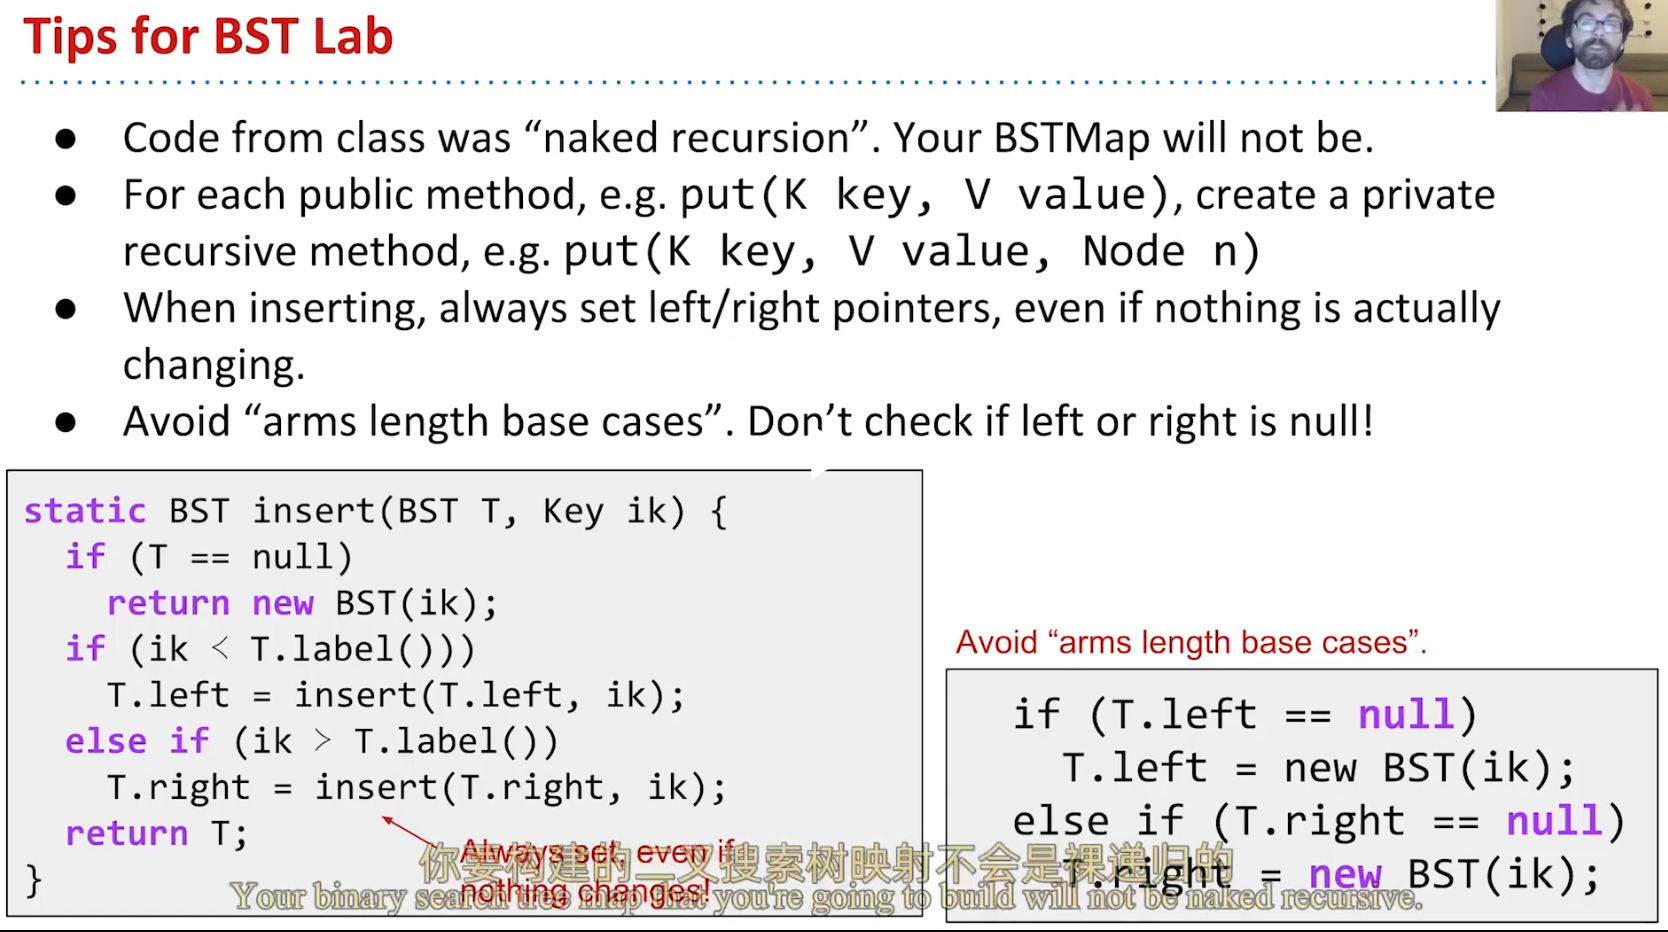 Tips for BST Lab
● Code from class was “naked recursion”. Your BSTMap will not be.
● For each public method, e.g. put(K key, V value), create a private
recursive method, e.g. put(K key, V value, Node n)
● When inserting, always set left/right pointers, even if nothing is actually
changing.
● Avoid “arms length base cases”. Don’t check if left or right is null!
static BST insert(BST T, Key ik) {
if (T == null)
return new BST(ik);
if (ik < T.label()))
T.left = insert(T.left, ik);
else if (ik > T.label())
T.right = insert(T.right, ik);
return T;
}
Always set, even if
nothing changes!
Avoid “arms length base cases”.
if (T.left == null)
T.left = new BST(ik);
else if (T.right == null)
T.right = new BST(ik);
你要构建的二叉搜索树映射不会是裸递归的
Your binary search tree map that you're going to build will not be naked recursive.